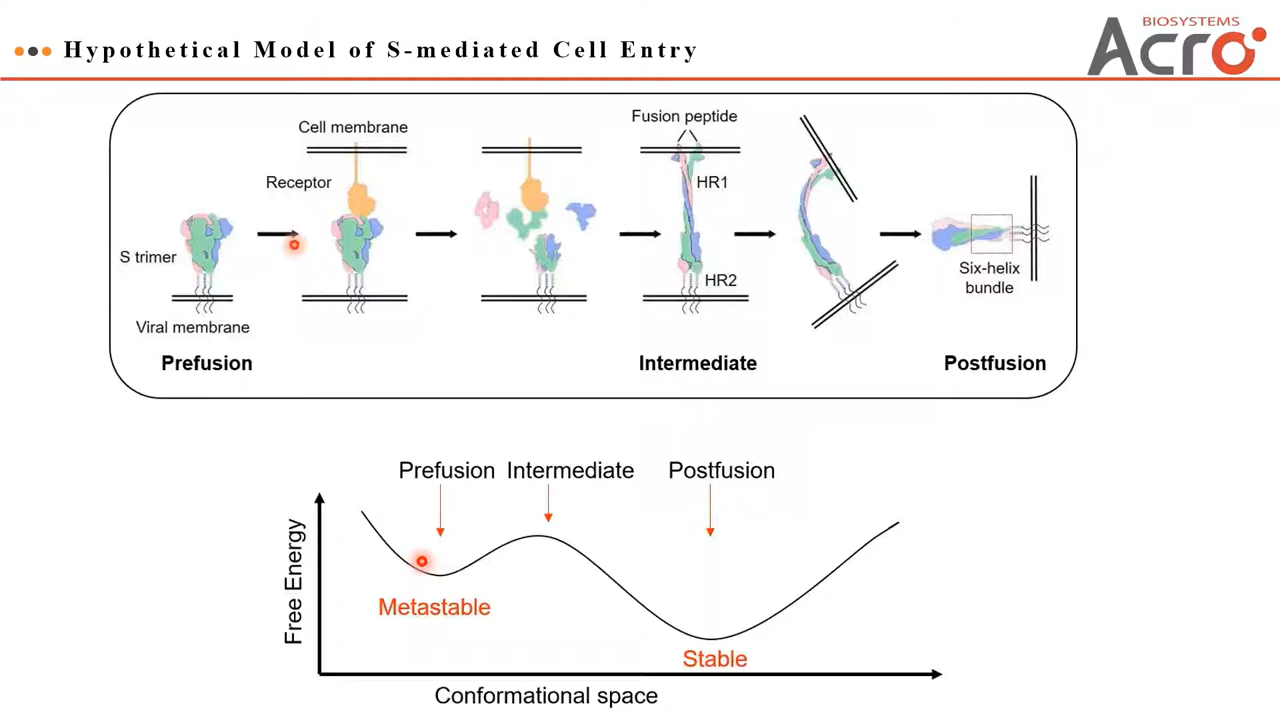 Hypothetical Model of S-mediated Cell Entry
BIOSYSTEMS
Acro
Cell membrane
Receptor
S trimer
Viral membrane
Prefusion
Fusion peptide
HR1
HR2
Intermediate
Six-helix
bundle
Postfusion
Prefusion
Intermediate
Postfusion
Free Energy
Metastable
Stable
Conformational space